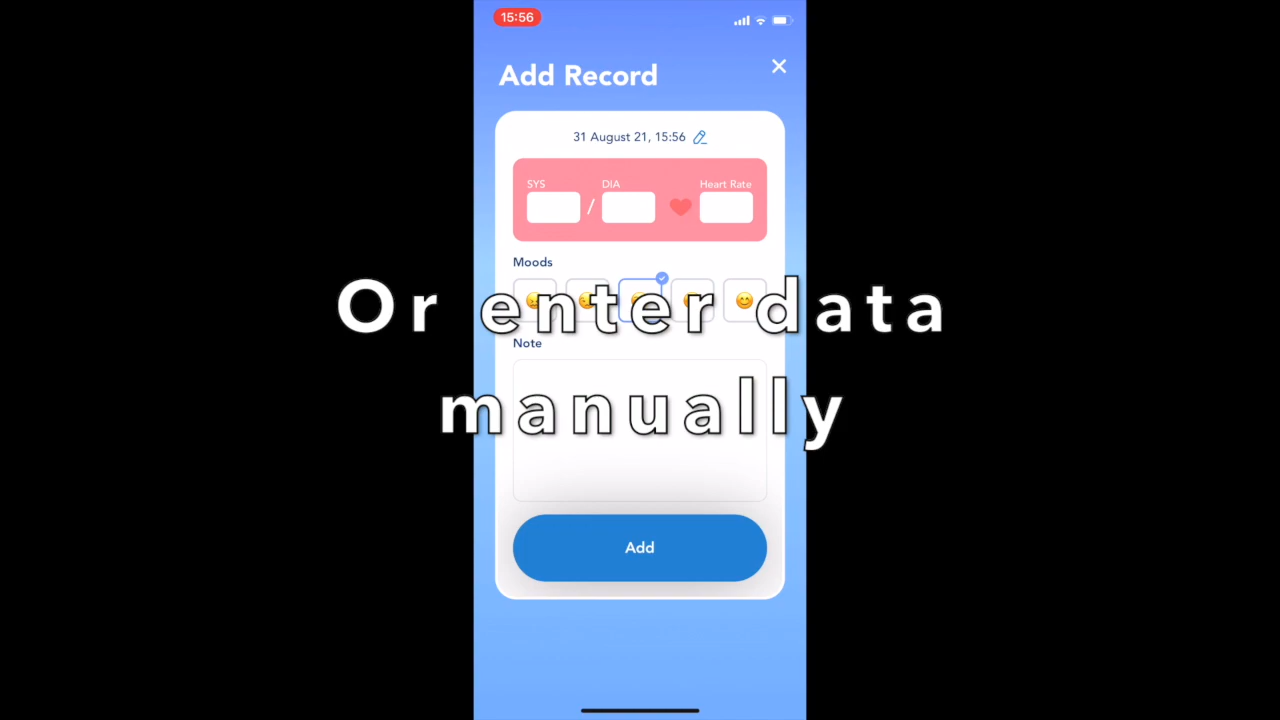 15:56
Add Record
31 August 21, 15:56
SYS DIA Heart Rate
/
Moods
Or enter data
Note
manually
Add